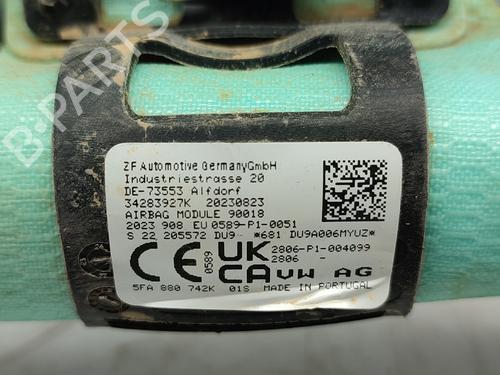 B-PARTS
ZF Automotive GermanyGmbH
Industriestrasse 20
DE-73553 Alfdorf
34283927K 20230823
AIRBAG MODULE 90018
2023 908 EU 0589-P1-0051
S 22 205572 DU9- *681 DU9A006MYUZ*
CE 0589 UK CA 2806-P1-004099
2806 -
VW AG
5FA 880 742K 01S MADE IN PORTUGAL